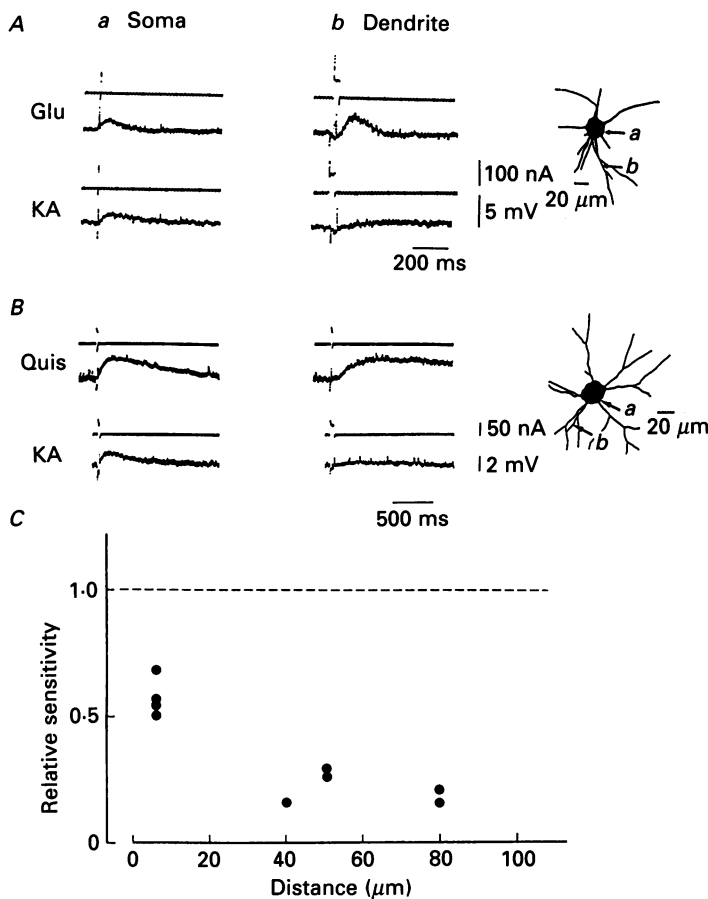 A
a Soma
b Dendrite
Glu
KA
100 nA
5 mV
200 ms
a
b
20 μm
B
Quis
KA
50 nA
2 mV
500 ms
a
b
20 μm
C
Relative sensitivity
1·0
0·5
0
0 20 40 60 80 100
Distance (μm)